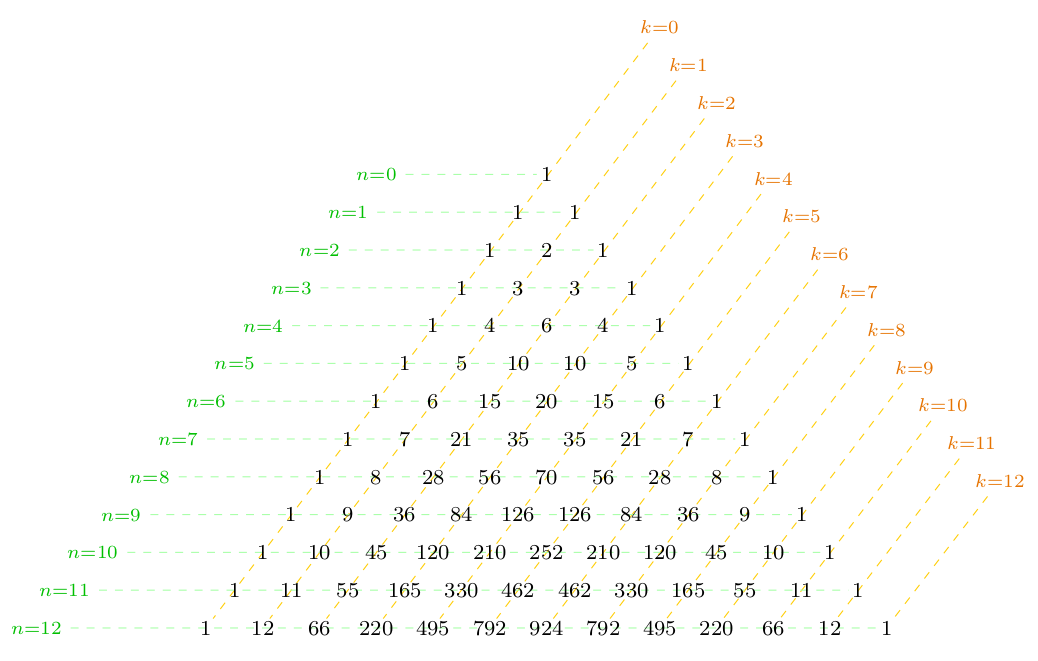 k=0
k=1
k=2
k=3
n=0 1 k=4
n=1 1 1 k=5
n=2 1 2 1 k=6
n=3 1 3 3 1 k=7
n=4 1 4 6 4 1 k=8
n=5 1 5 10 10 5 1 k=9
n=6 1 6 15 20 15 6 1 k=10
n=7 1 7 21 35 35 21 7 1 k=11
n=8 1 8 28 56 70 56 28 8 1 k=12
n=9 1 9 36 84 126 126 84 36 9 1
n=10 1 10 45 120 210 252 210 120 45 10 1
n=11 1 11 55 165 330 462 462 330 165 55 11 1
n=12 1 12 66 220 495 792 924 792 495 220 66 12 1